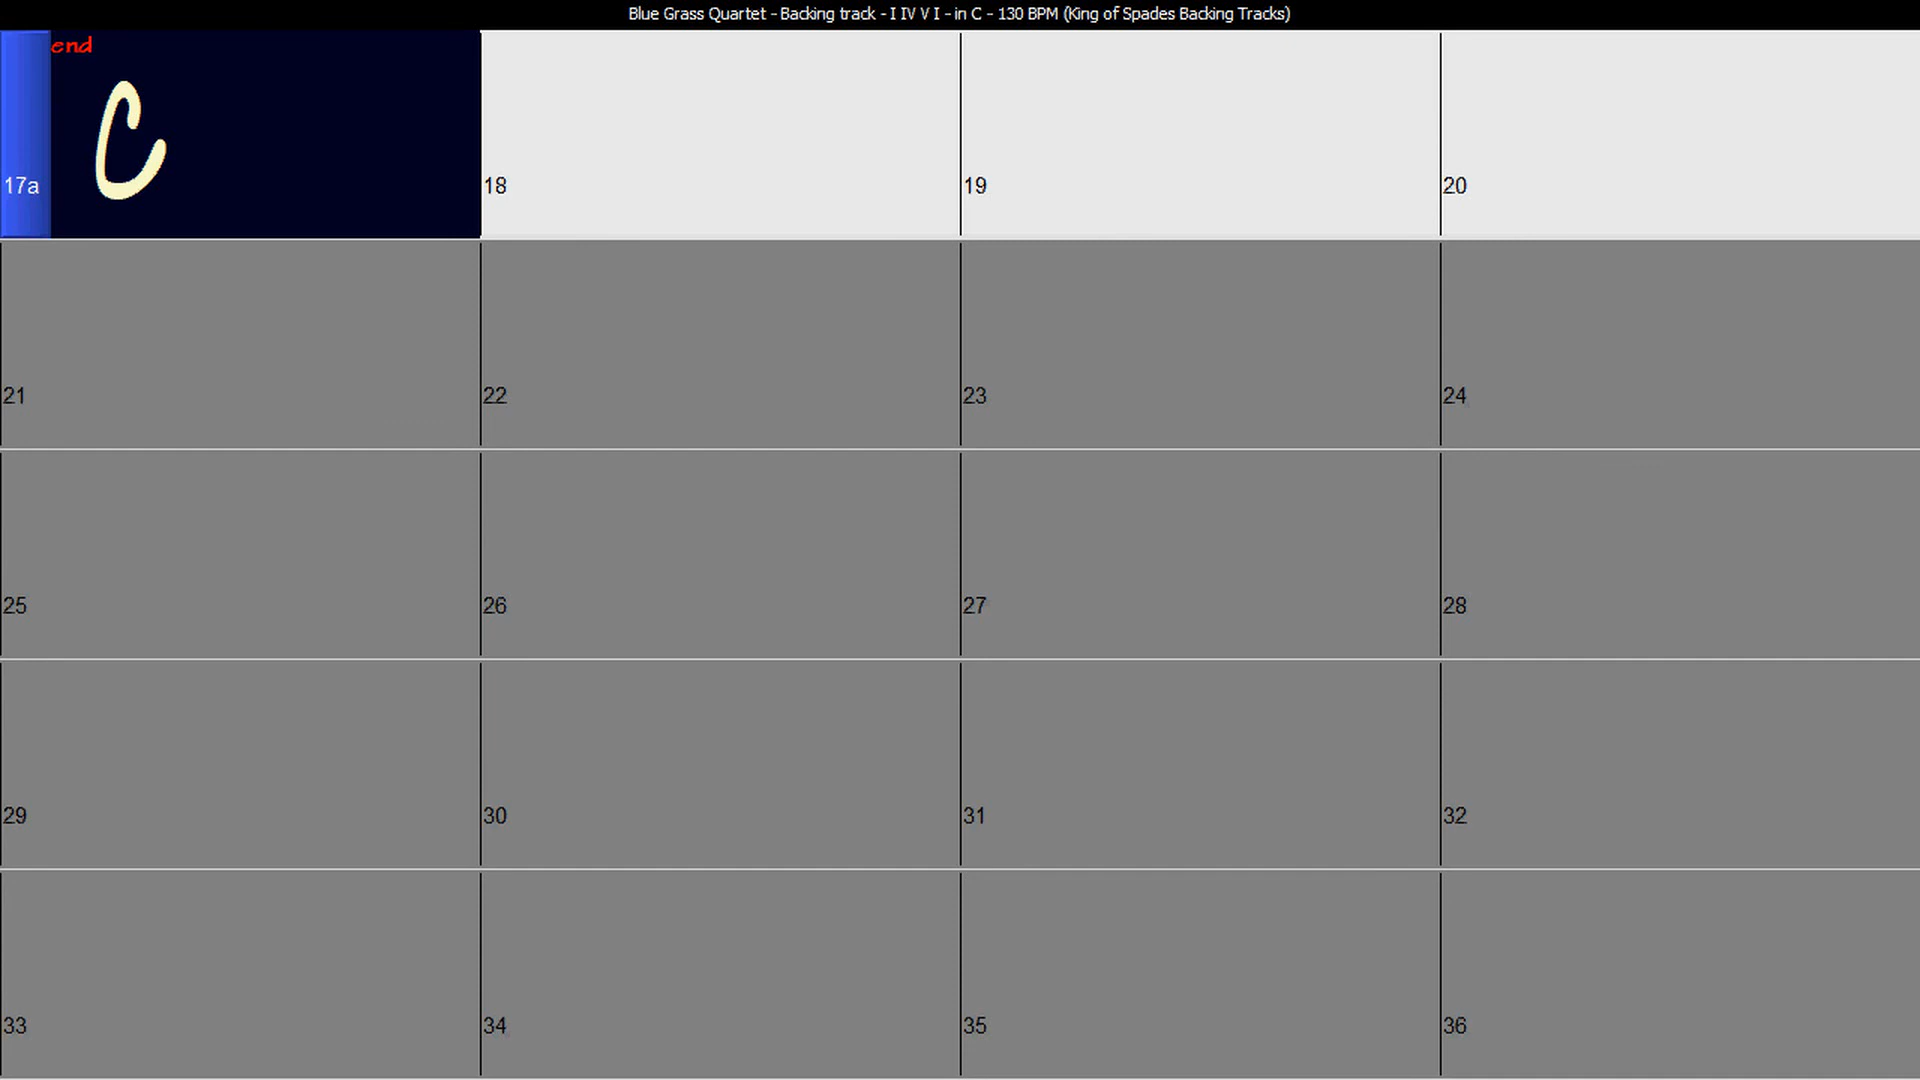 Blue Grass Quartet - Backing track - I IV V I - in C - 130 BPM (King of Spades Backing Tracks)
end
C
17a 18 19 20
21 22 23 24
25 26 27 28
29 30 31 32
33 34 35 36